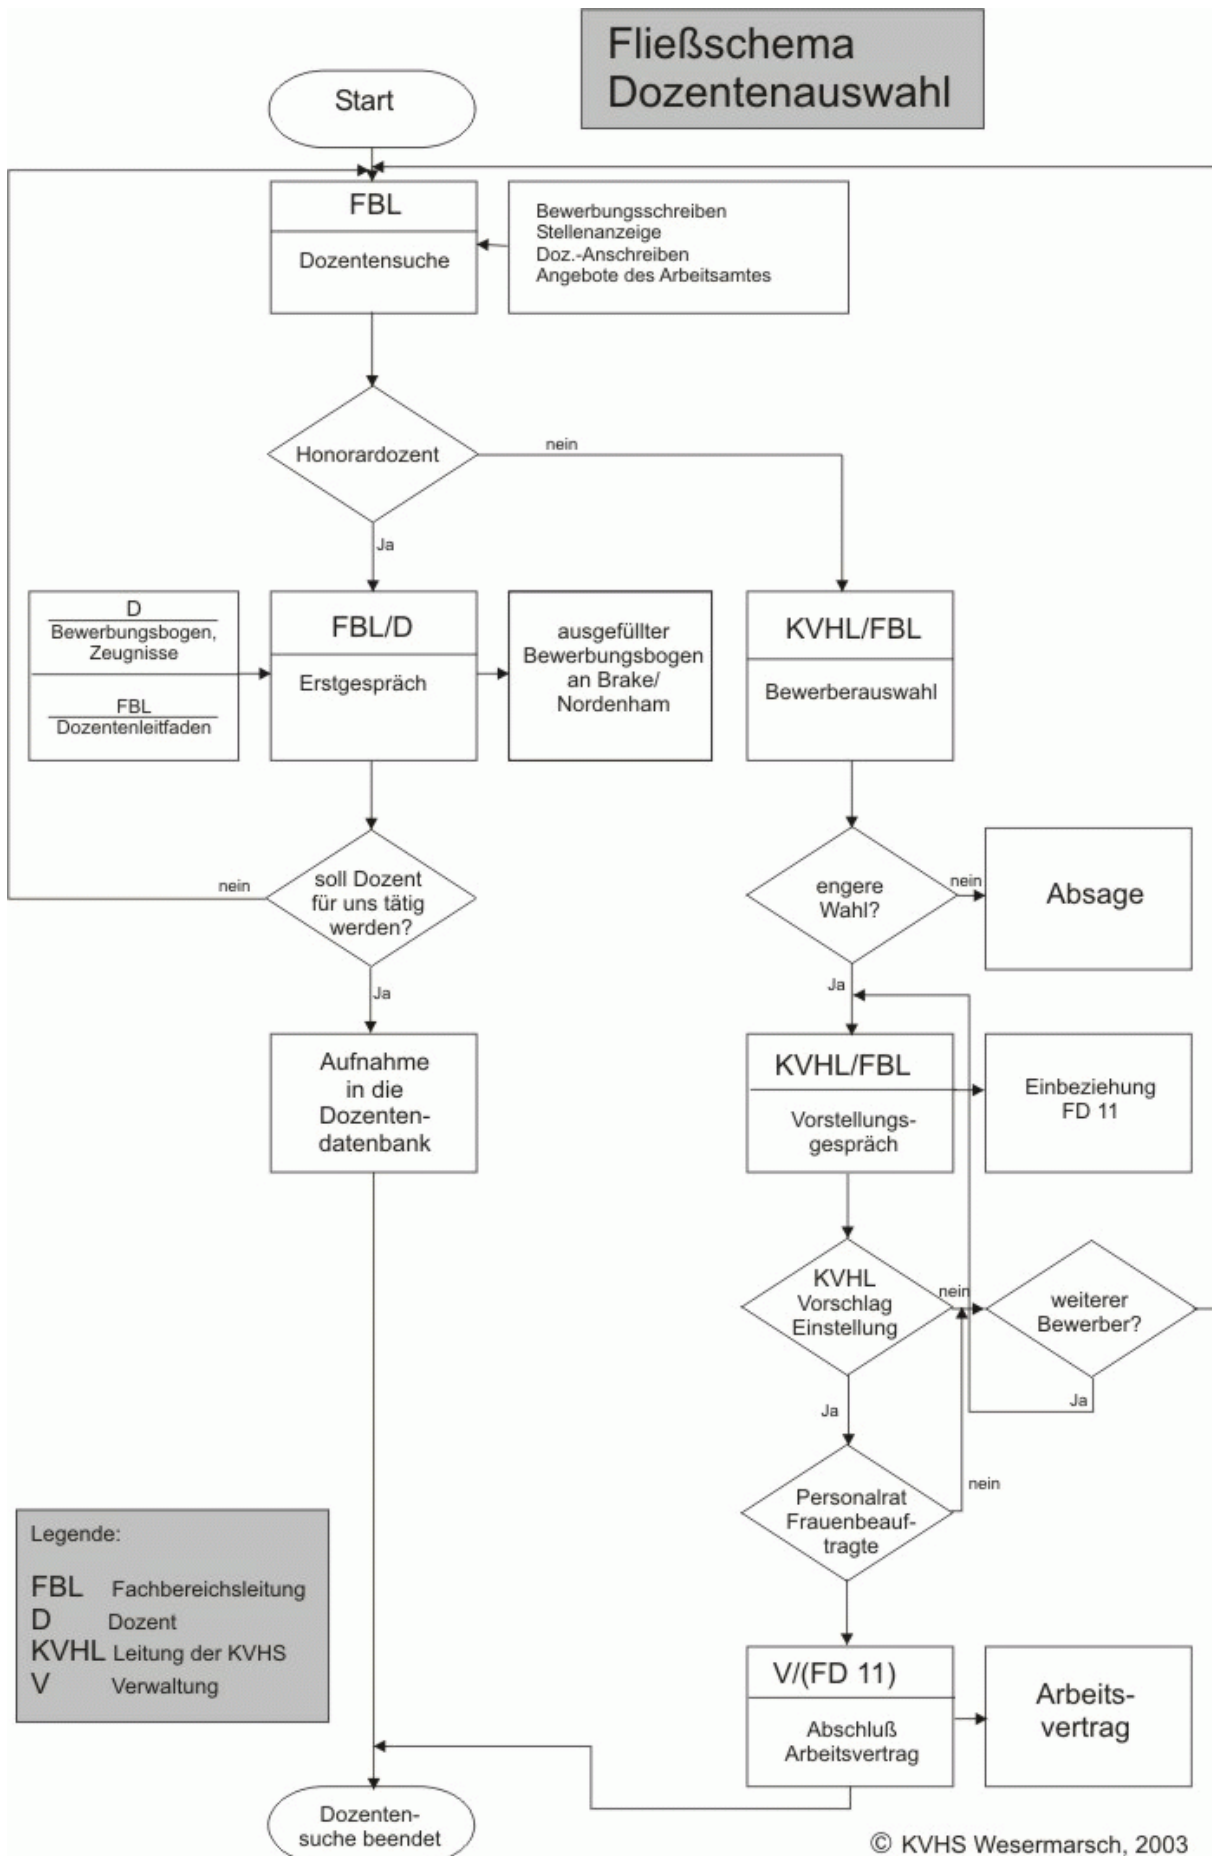 Fließschema
Dozentenauswahl
Start
FBL
Dozentensuche
Bewerbungsschreiben
Stellenanzeige
Doz.-Anschreiben
Angebote des Arbeitsamtes
Honorardozent
nein
Ja
D
Bewerbungsbogen,
Zeugnisse
FBL
Dozentenleitfaden
FBL/D
Erstgespräch
ausgefüllter
Bewerbungsbogen
an Brake/
Nordenham
KVHL/FBL
Bewerberauswahl
nein
soll Dozent
für uns tätig
werden?
Ja
engere
Wahl?
nein
Absage
Ja
Aufnahme
in die
Dozenten-
datenbank
KVHL/FBL
Vorstellungs-
gespräch
Einbeziehung
FD 11
KVHL
Vorschlag
Einstellung
nein
weiterer
Bewerber?
Ja
Ja
Personalrat
Frauenbeauf-
tragte
nein
Legende:
FBL Fachbereichsleitung
D Dozent
KVHL Leitung der KVHS
V Verwaltung
V/(FD 11)
Abschluß
Arbeitsvertrag
Arbeits-
vertrag
Dozenten-
suche beendet
© KVHS Wesermarsch, 2003